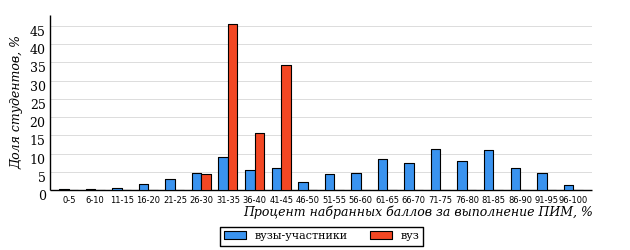 Доля студентов, %
45
40
35
30
25
20
15
10
5
0
0-5 6-10 11-15 16-20 21-25 26-30 31-35 36-40 41-45 46-50 51-55 56-60 61-65 66-70 71-75 76-80 81-85 86-90 91-95 96-100
Процент набранных баллов за выполнение ПИМ, %
вузы-участники вуз